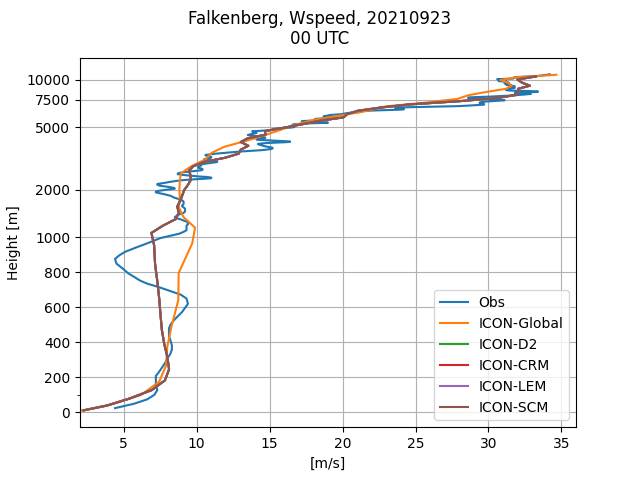 Falkenberg, Wspeed, 20210923
00 UTC
Height [m]
10000
7500
5000
2000
1000
800
600
400
200
0
5
10
15
20
25
30
35
[m/s]
Obs
ICON-Global
ICON-D2
ICON-CRM
ICON-LEM
ICON-SCM